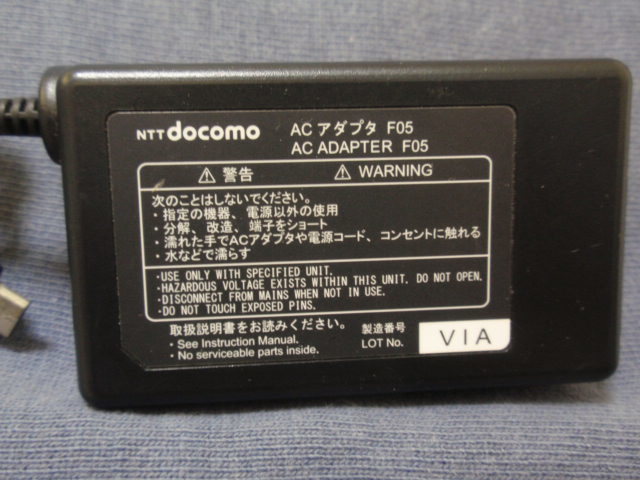 NTT docomo ACアダプタ F05
AC ADAPTER F05
⚠ 警告 ⚠ WARNING
次のことはしないでください。
・指定の機器、電源以外の使用
・分解、改造、端子をショート
・濡れた手でACアダプタや電源コード、コンセントに触れる
・水などで濡らす
・USE ONLY WITH SPECIFIED UNIT.
・HAZARDOUS VOLTAGE EXISTS WITHIN THIS UNIT. DO NOT OPEN.
・DISCONNECT FROM MAINS WHEN NOT IN USE.
・DO NOT TOUCH EXPOSED PINS.
取扱説明書をお読みください。 製造番号
・See Instruction Manual. LOT No. VIA
・No serviceable parts inside.